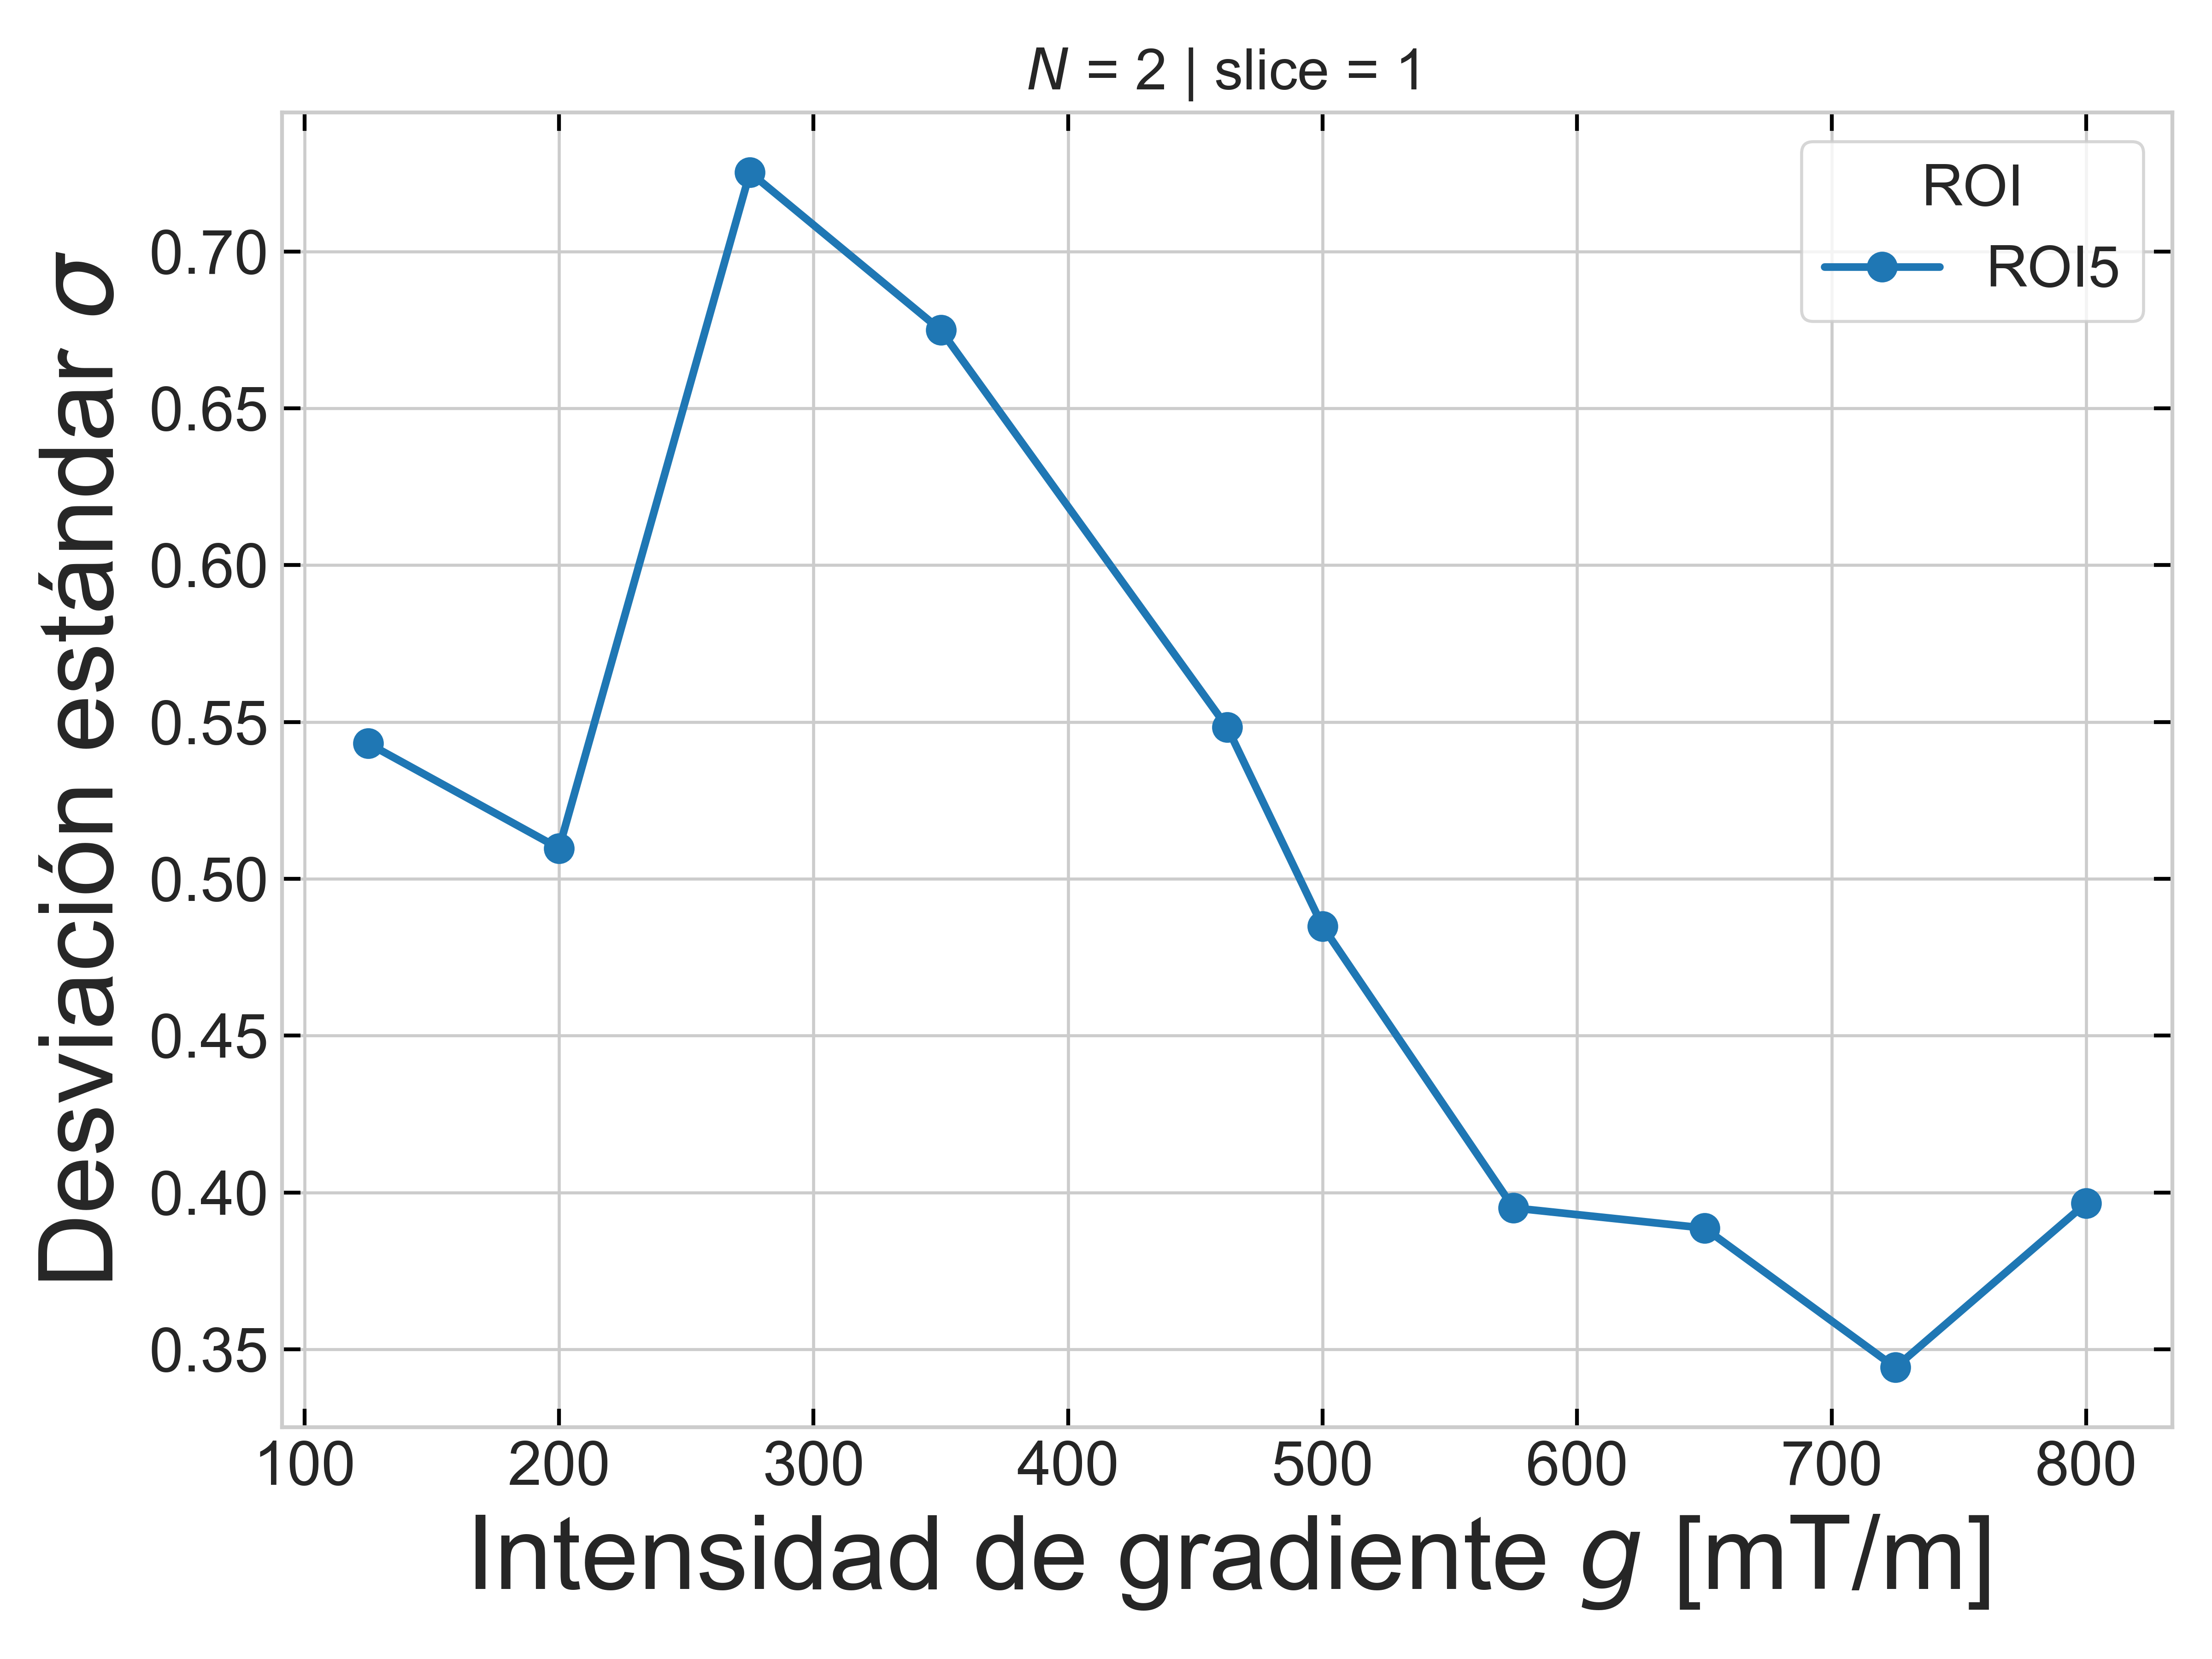 N = 2 | slice = 1
ROI
ROI5
Desviación estándar σ
0.70
0.65
0.60
0.55
0.50
0.45
0.40
0.35
100 200 300 400 500 600 700 800
Intensidad de gradiente g [mT/m]